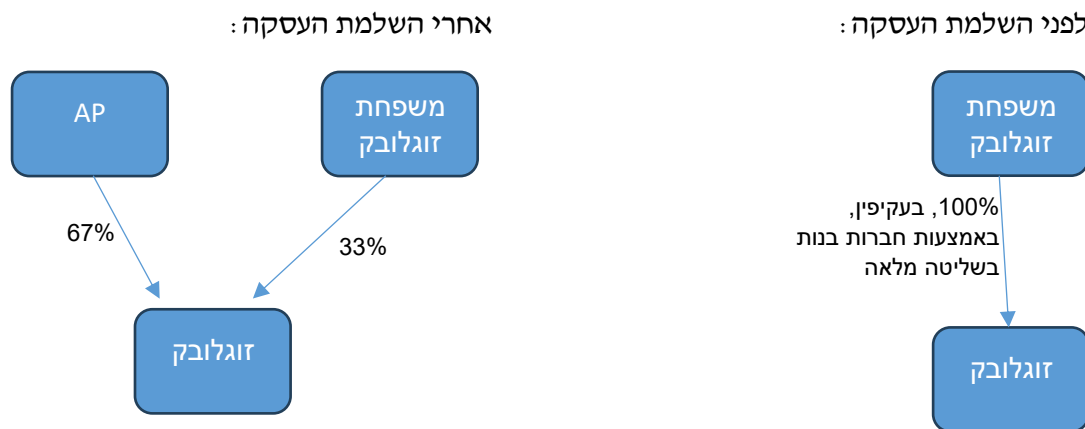 לפני השלמת העסקה:
משפחת
זוגלובק
100%, בעקיפין,
באמצעות חברות בנות
בשליטה מלאה
זוגלובק
אחרי השלמת העסקה:
משפחת
זוגלובק
AP
33%
67%
זוגלובק